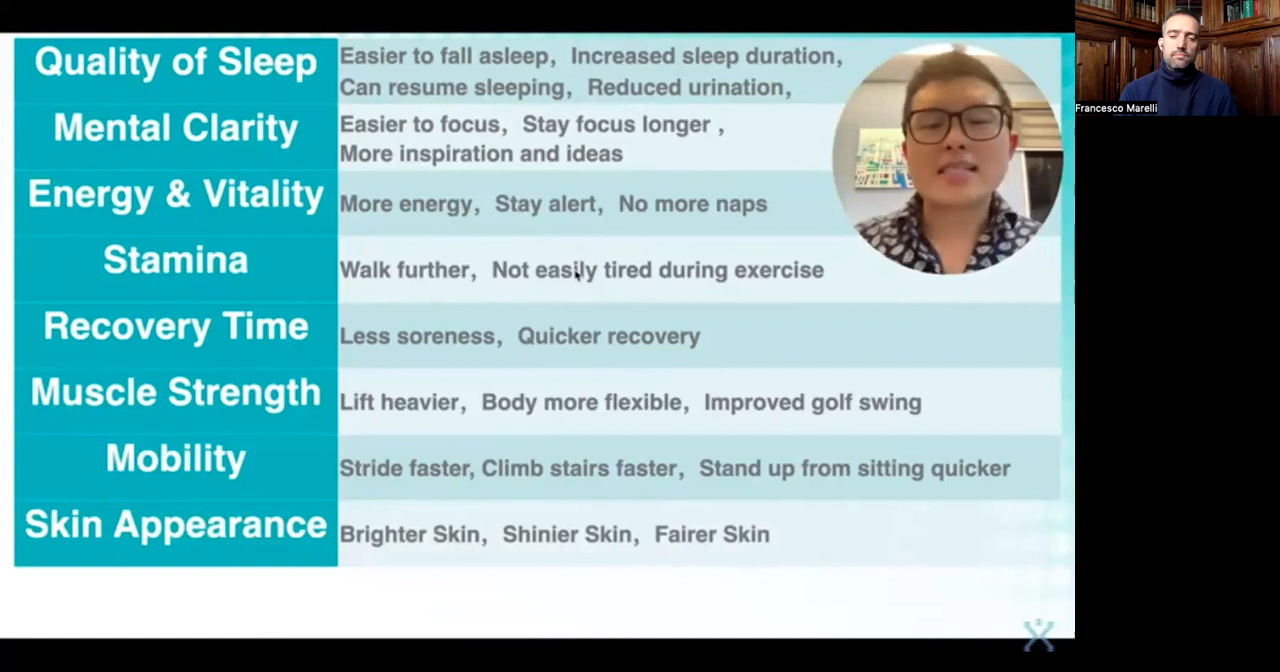 Quality of Sleep
Easier to fall asleep, Increased sleep duration,
Can resume sleeping, Reduced urination,
Mental Clarity
Easier to focus, Stay focus longer ,
More inspiration and ideas
Energy & Vitality
More energy, Stay alert, No more naps
Stamina
Walk further, Not easily tired during exercise
Recovery Time
Less soreness, Quicker recovery
Muscle Strength
Lift heavier, Body more flexible, Improved golf swing
Mobility
Stride faster, Climb stairs faster, Stand up from sitting quicker
Skin Appearance
Brighter Skin, Shinier Skin, Fairer Skin
Francesco Marelli